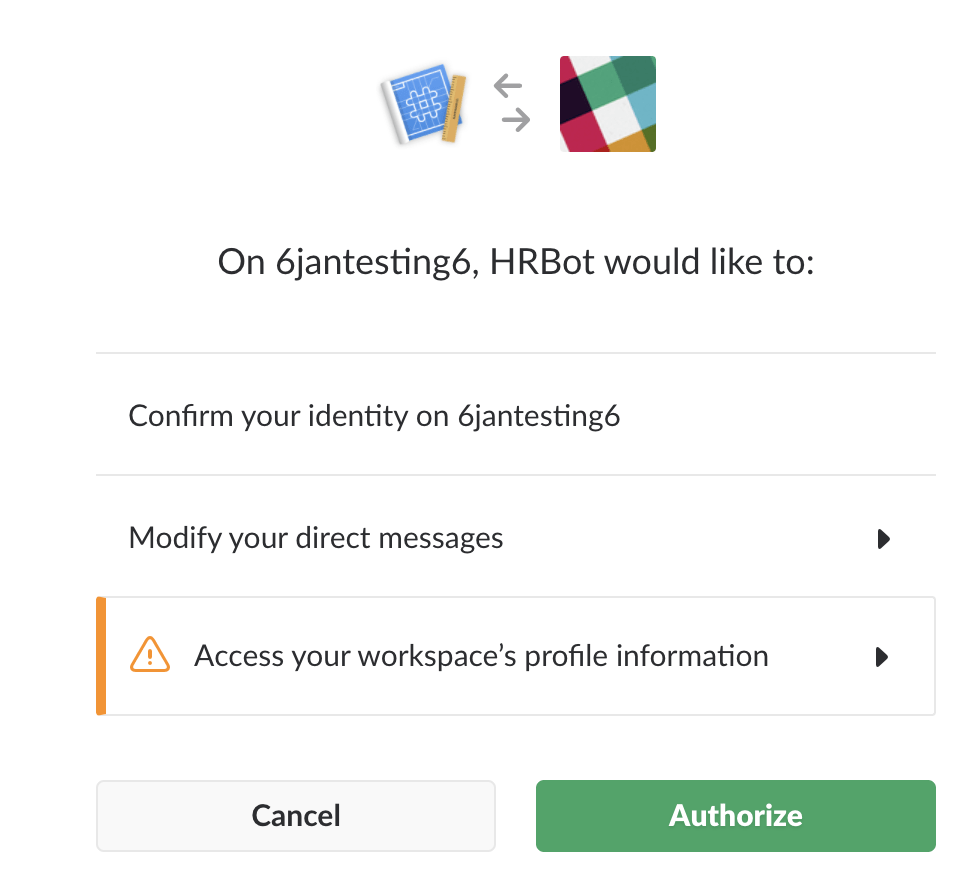 On 6jantesting6, HRBot would like to:
Confirm your identity on 6jantesting6
Modify your direct messages
Access your workspace’s profile information
Cancel
Authorize